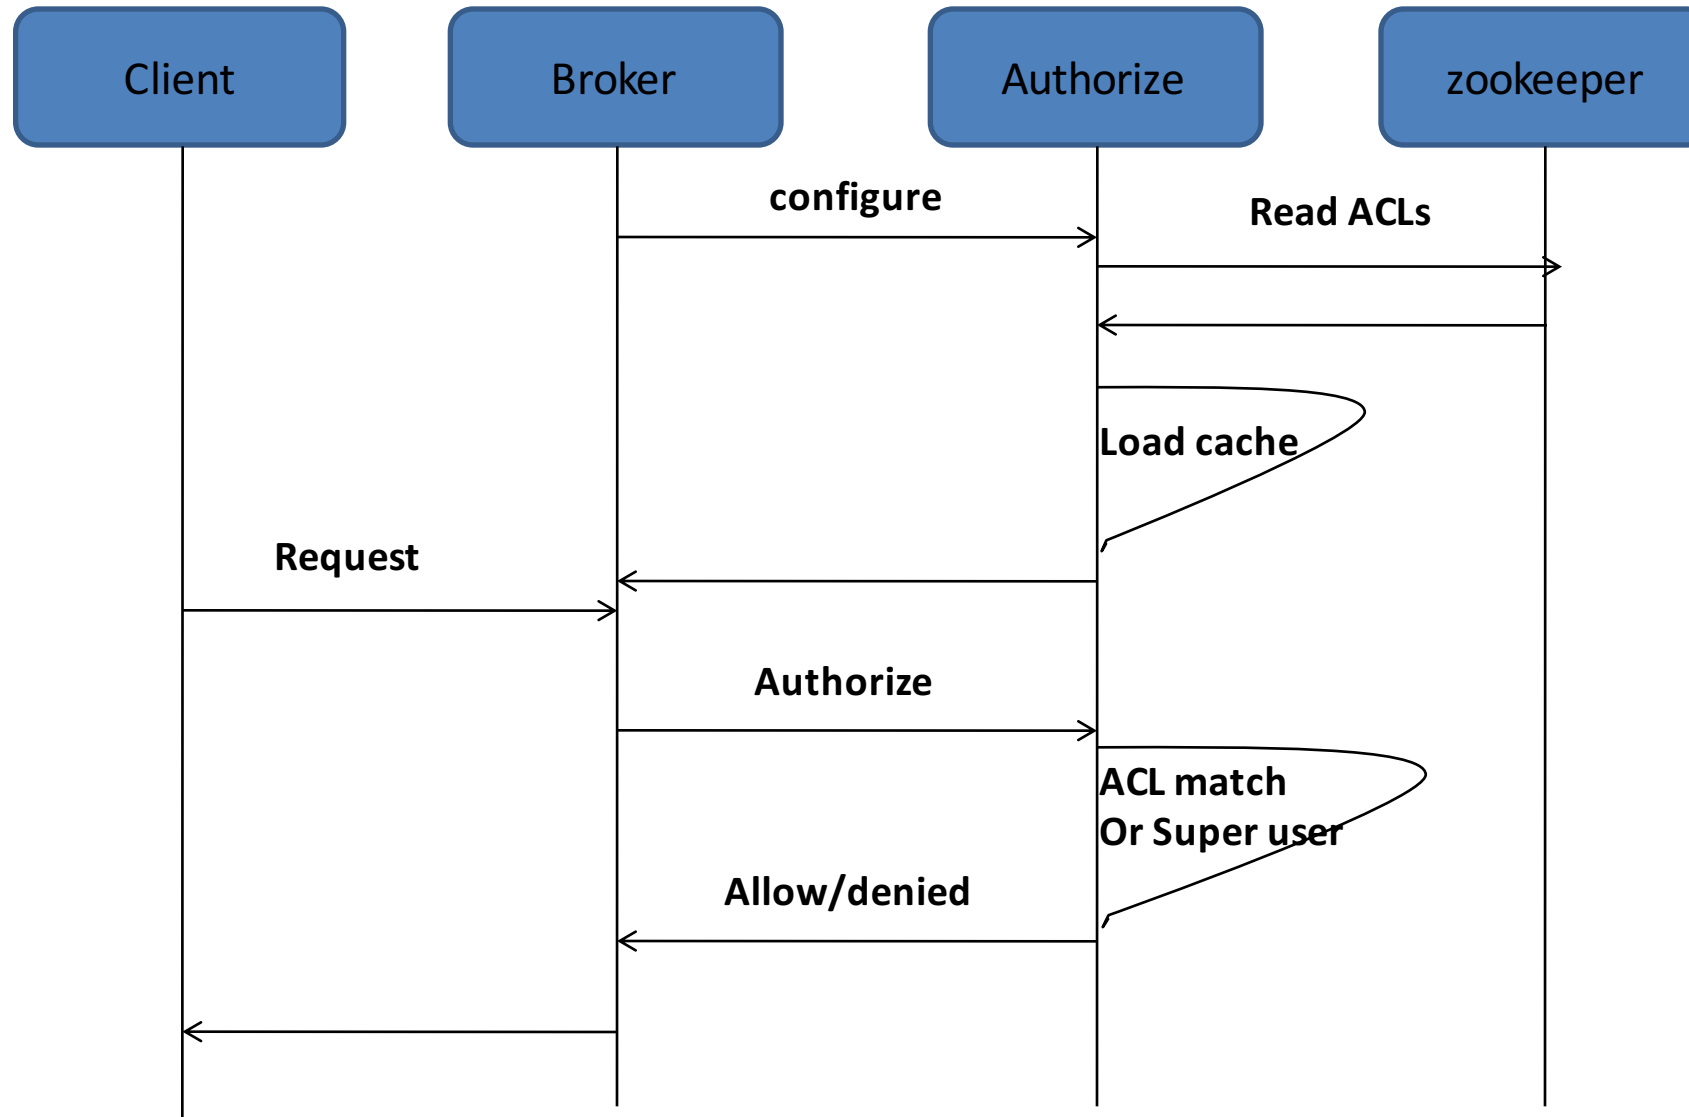 Client
Broker
Authorize
zookeeper
configure
Read ACLs
Load cache
Request
Authorize
ACL match
Or Super user
Allow/denied